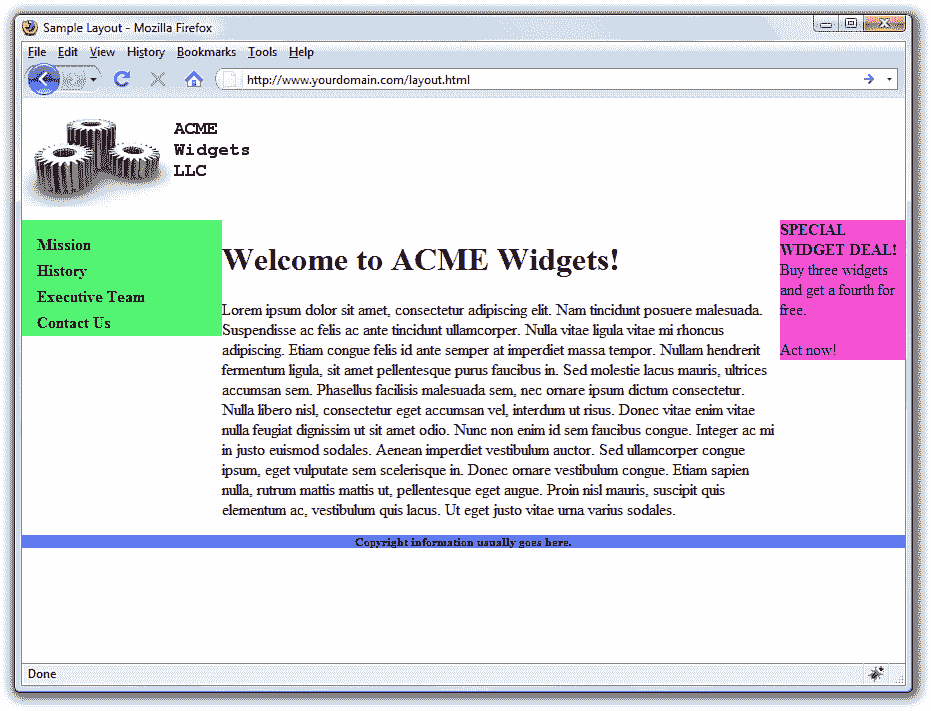 Sample Layout - Mozilla Firefox
File Edit View History Bookmarks Tools Help
http://www.yourdomain.com/layout.html
ACME
Widgets
LLC
Mission
History
Executive Team
Contact Us
Welcome to ACME Widgets!
Lorem ipsum dolor sit amet, consectetur adipiscing elit. Nam tincidunt posuere malesuada.
Suspendisse ac felis ac ante tincidunt ullamcorper. Nulla vitae ligula vitae mi rhoncus
adipiscing. Etiam congue felis id ante semper at imperdiet massa tempor. Nullam hendrerit
fermentum ligula, sit amet pellentesque purus faucibus in. Sed molestie lacus mauris, ultrices
accumsan sem. Phasellus facilisis malesuada sem, nec ornare ipsum dictum consectetur.
Nulla libero nisl, consectetur eget accumsan vel, interdum ut risus. Donec vitae enim vitae
nulla feugiat dignissim ut sit amet odio. Nunc non enim id sem faucibus congue. Integer ac mi
in justo euismod sodales. Aenean imperdiet vestibulum auctor. Sed ullamcorper congue
ipsum, eget vulputate sem scelerisque in. Donec ornare vestibulum congue. Etiam sapien
nulla, rutrum mattis mattis ut, pellentesque eget augue. Proin nisl mauris, suscipit quis
elementum ac, vestibulum quis lacus. Ut eget justo vitae urna varius sodales.
SPECIAL
WIDGET DEAL!
Buy three widgets
and get a fourth for
free.
Act now!
Copyright information usually goes here.
Done